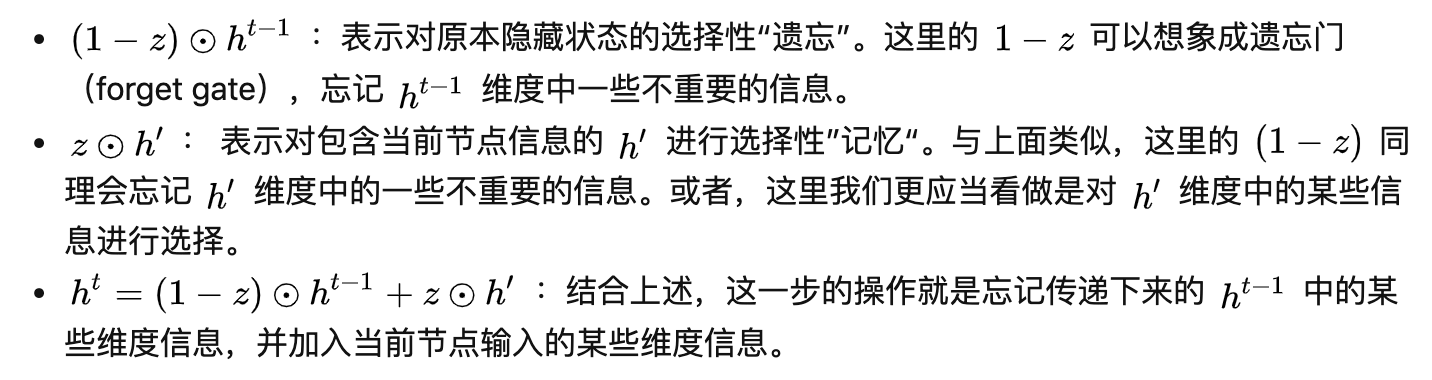 • (1 − z) ⊙ hᵗ⁻¹ ：表示对原本隐藏状态的选择性“遗忘”。这里的 1 − z 可以想象成遗忘门
（forget gate），忘记 hᵗ⁻¹ 维度中一些不重要的信息。
• z ⊙ h′ ： 表示对包含当前节点信息的 h′ 进行选择性”记忆“。与上面类似，这里的 (1 − z) 同
理会忘记 h′ 维度中的一些不重要的信息。或者，这里我们更应当看做是对 h′ 维度中的某些信
息进行选择。
• hᵗ = (1 − z) ⊙ hᵗ⁻¹ + z ⊙ h′ ：结合上述，这一步的操作就是忘记传递下来的 hᵗ⁻¹ 中的某
些维度信息，并加入当前节点输入的某些维度信息。